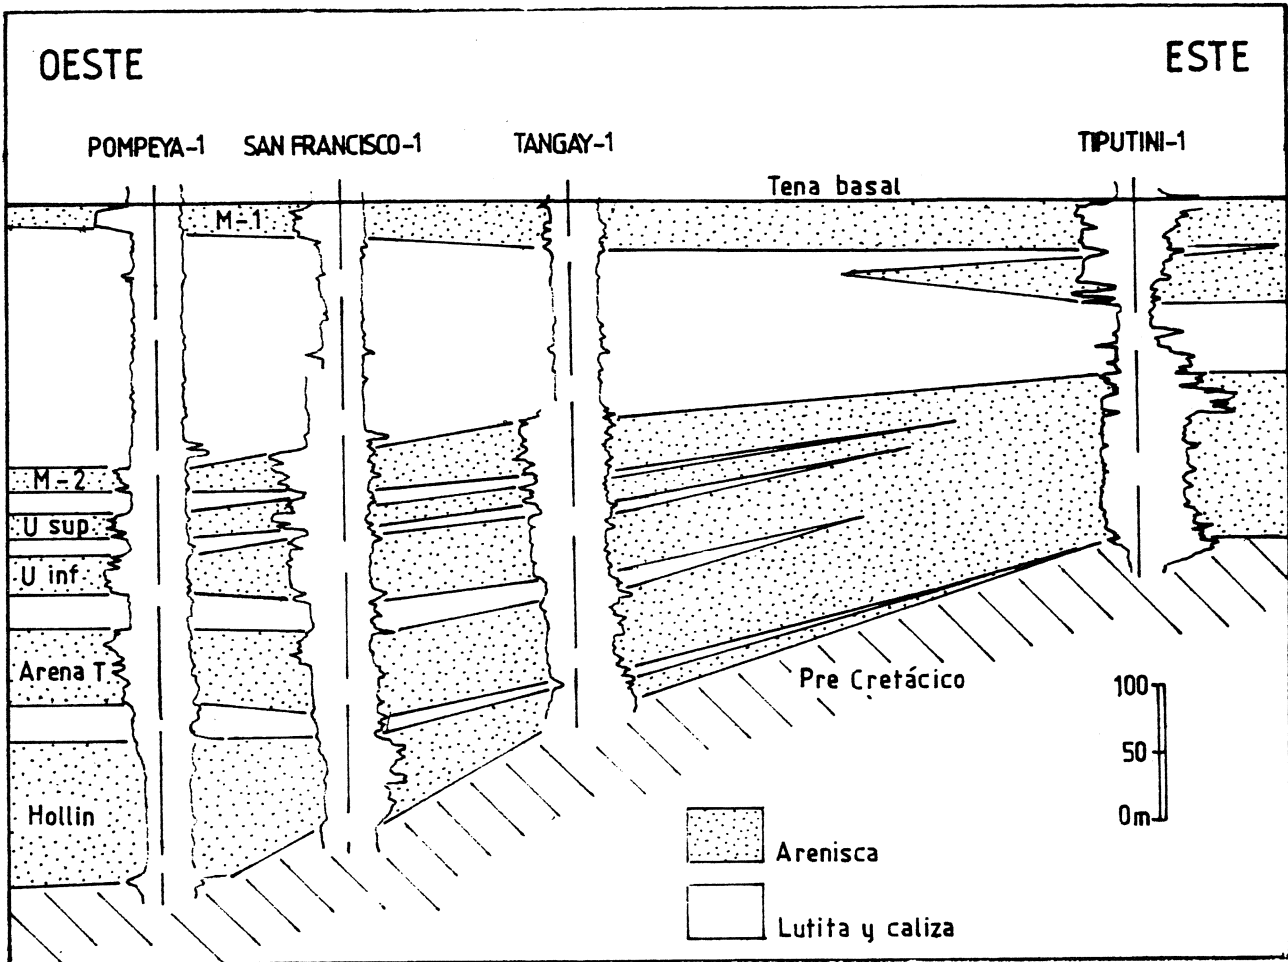 OESTE
ESTE
POMPEYA-1
SAN FRANCISCO-1
TANGAY-1
TIPUTINI-1
Tena basal
M-1
M-2
U sup
U inf
Arena T
Hollin
Pre Cretácico
100
50
0m
Arenisca
Lutita y caliza